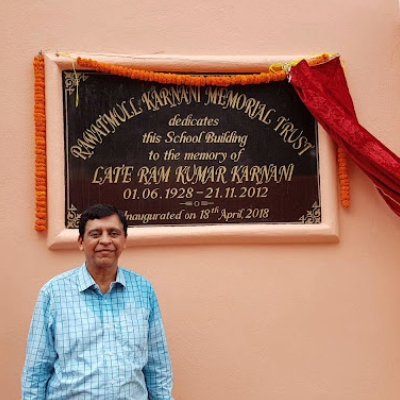 RAWATMULL KARNANI MEMORIAL TRUST
dedicates
this School Building
to the memory of
LATE RAM KUMAR KARNANI
01.06.1928 – 21.11.2012
Inaugurated on 18th April, 2018